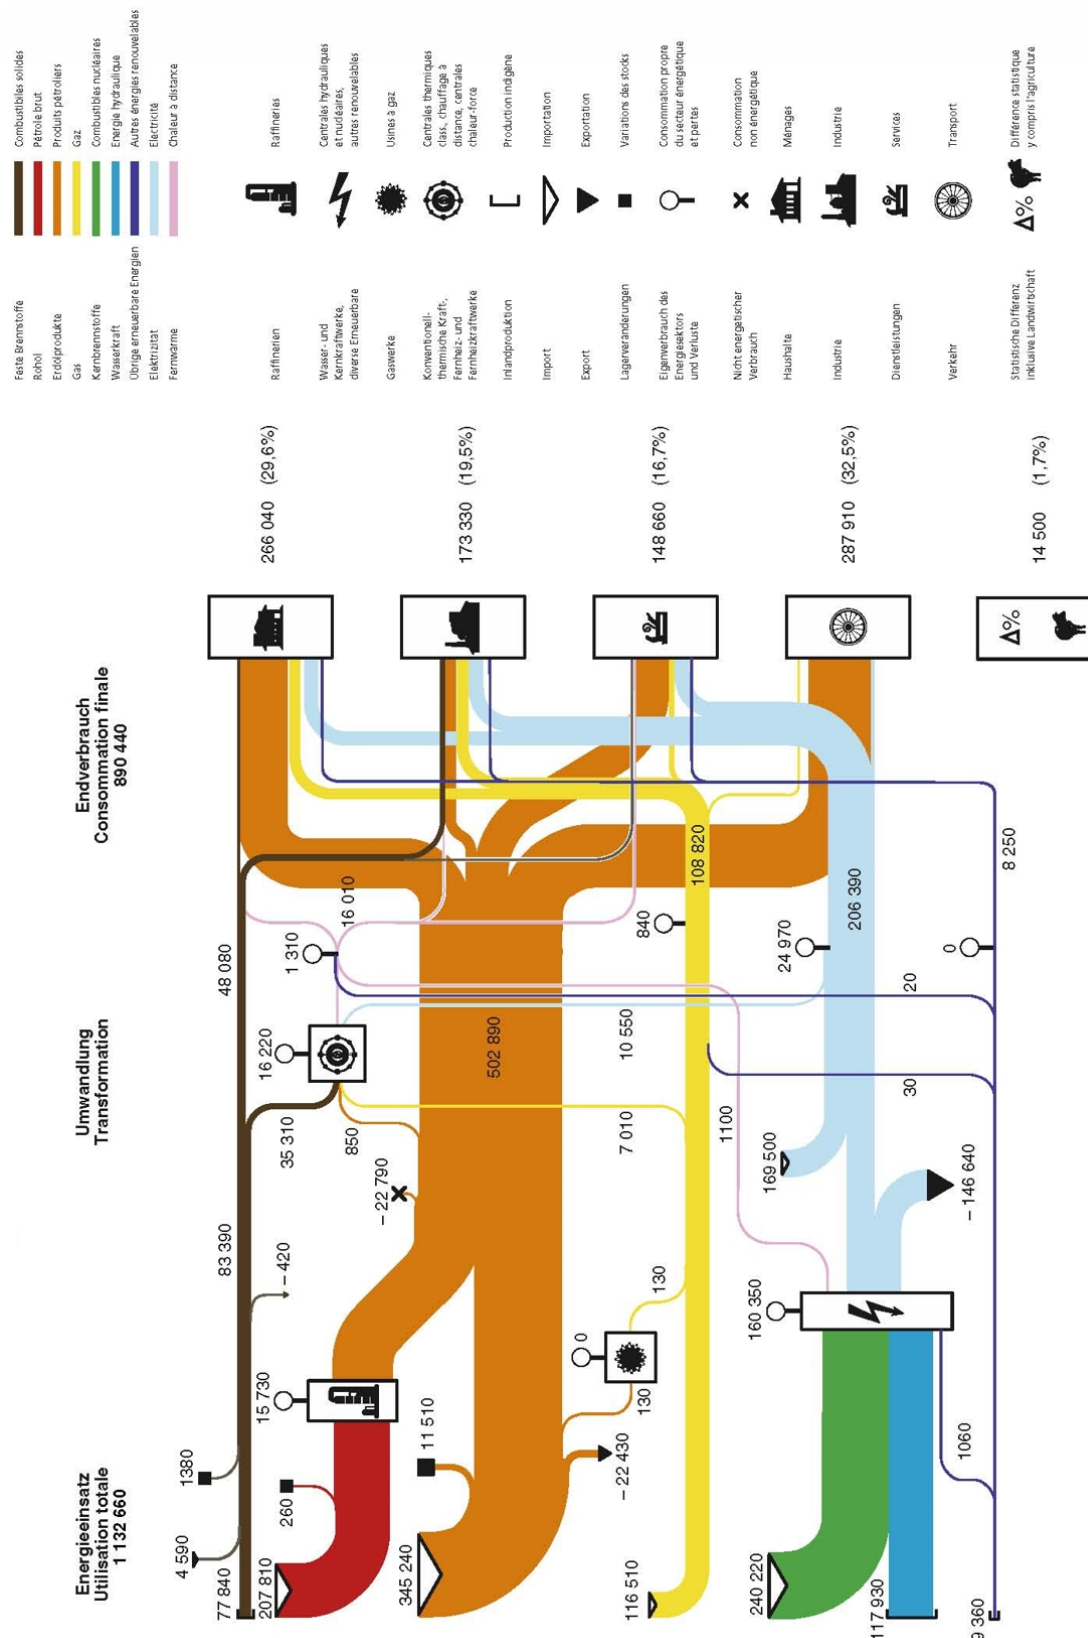 Energieeinsatz
Utilisation totale
1 132 660
Umwandlung
Transformation
Endverbrauch
Consommation finale
890 440
4 590
1380
77 840
83 390
– 420
48 080
207 810
260
15 730
35 310
16 220
1 310
16 010
850
345 240
11 510
– 22 790
502 890
– 22 430
130
0
130
7 010
10 550
840
116 510
108 820
1100
240 220
160 350
169 500
24 970
206 390
117 930
– 146 640
1060
30
20
0
9 360
8 250
Δ%
266 040 (29,6%)
173 330 (19,5%)
148 660 (16,7%)
287 910 (32,5%)
14 500 (1,7%)
Feste Brennstoffe
Combustibles solides
Rohol
Pétrole brut
Erdolprodukte
Produits pétroliers
Gas
Gaz
Kernbrennstoffe
Combustibles nucléaires
Wasserkraft
Energie hydraulique
Übrige erneuerbare Energien
Autres énergies renouvelables
Elektrizität
Electricité
Fernwarme
Chaleur à distance
Raffinerien
Raffineries
Waser- und
Kernkraftwerke,
diverse Erneuerbare
Centrales hydrauliques
et nucléaires,
autres renouvelables
Gaswerke
Usines à gaz
Konventionell-
thermische Kraft-,
Fernheiz- und
Fernheizkraftwerke
Centrales thermiques
class, chauffage à
distance, centrales
chaleur-force
Inlandproduktion
Production indigène
Import
Importation
Export
Exportation
Lagerveranderungen
Variations des stocks
Eigenverbrauch des
Energiesektors
und Verluste
Consommation propre
du secteur énergétique
et pertes
Nicht energetischer
Verbrauch
Consommation
non énergétique
Haushalte
Ménages
Industrie
Industrie
Dienstleistungen
Services
Verkehr
Transport
Statistische Differenz
inklusive Landwirtschaft
Δ%
Différence statistique
y compris l'agriculture